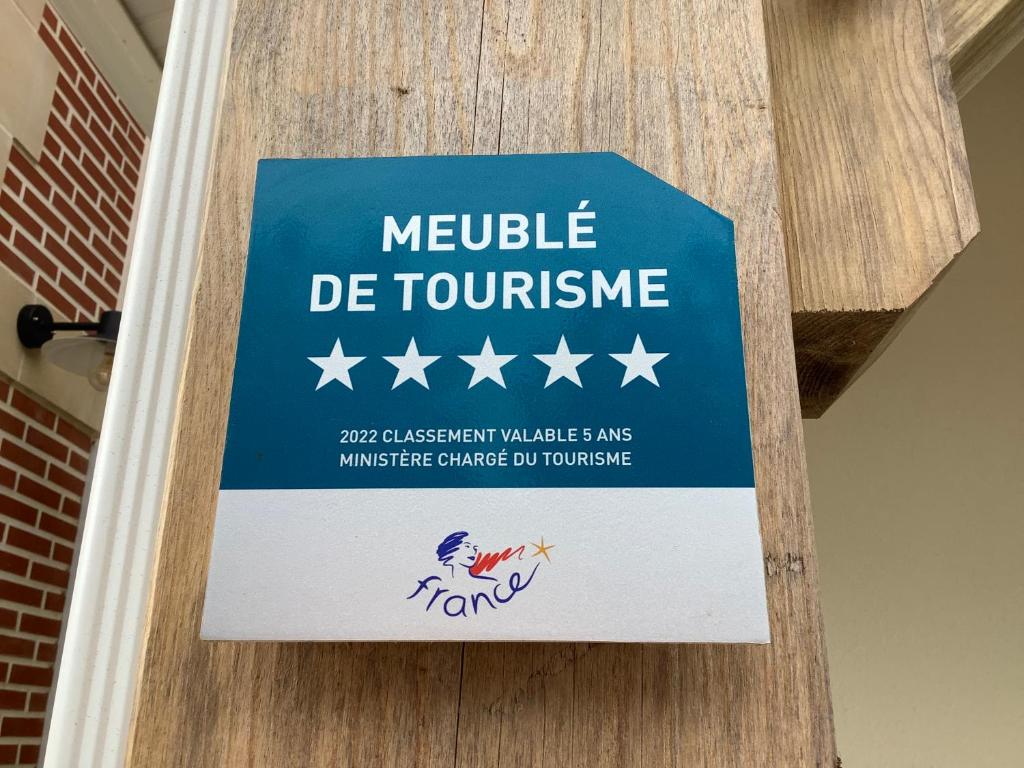 MEUBLÉ
DE TOURISME
2022 CLASSEMENT VALABLE 5 ANS
MINISTÈRE CHARGÉ DU TOURISME
france